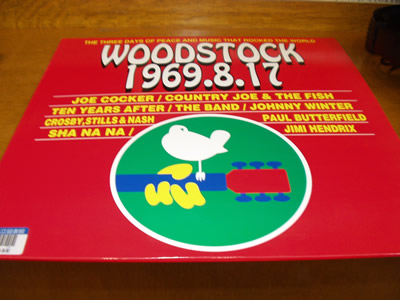 THE THREE DAYS OF PEACE AND MUSIC THAT ROCKED THE WORLD
WOODSTOCK
1969.8.17
JOE COCKER / COUNTRY JOE & THE FISH
TEN YEARS AFTER / THE BAND / JOHNNY WINTER
CROSBY, STILLS & NASH PAUL BUTTERFIELD
SHA NA NA / JIMI HENDRIX